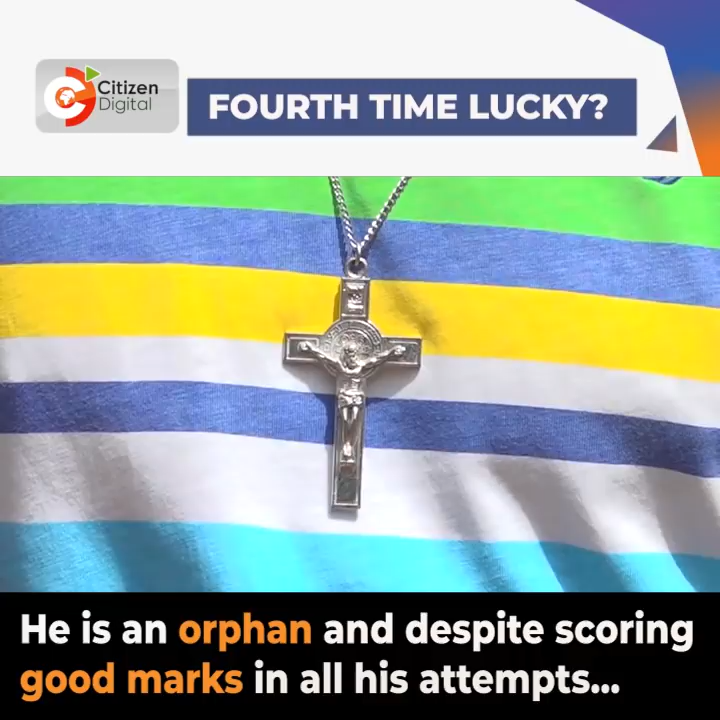 Citizen
Digital
FOURTH TIME LUCKY?
He is an orphan and despite scoring
good marks in all his attempts...